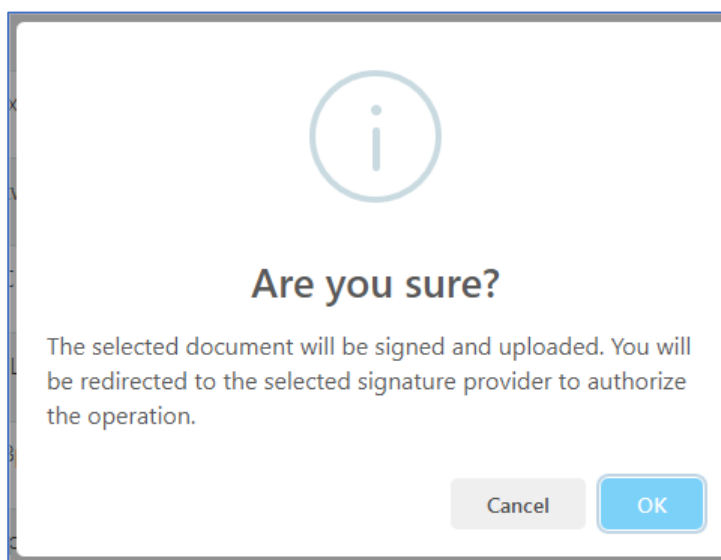 Are you sure?
The selected document will be signed and uploaded. You will
be redirected to the selected signature provider to authorize
the operation.
Cancel
OK